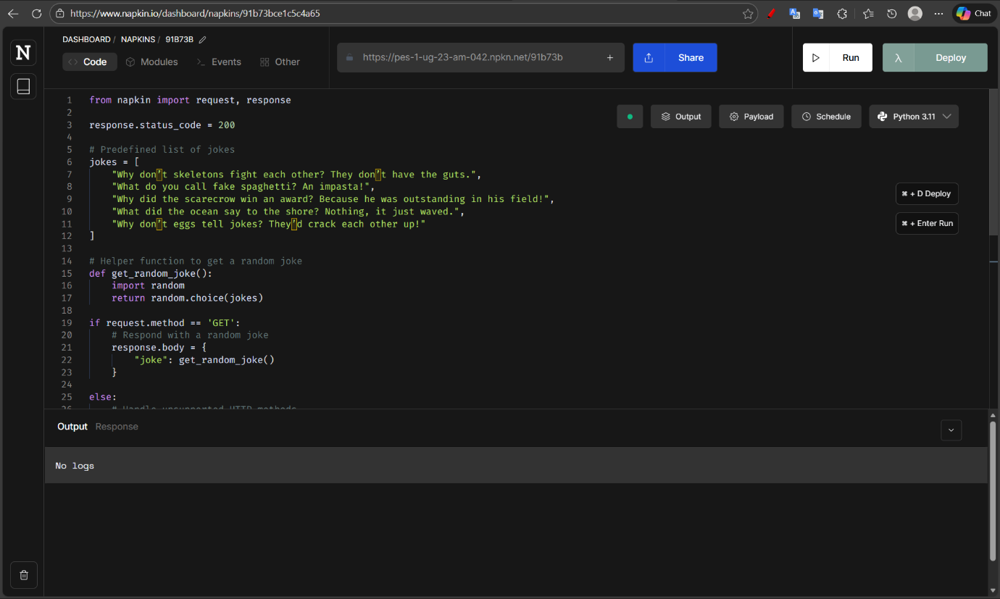 https://www.napkin.io/dashboard/napkins/91b73bce1c5c4a65
Chat
N
DASHBOARD / NAPKINS / 91B73B
Code Modules Events Other
https://pes-1-ug-23-am-042.npkn.net/91b73b +
Share
Run
λ Deploy
Output Payload Schedule Python 3.11
1 from napkin import request, response
2
3 response.status_code = 200
4
5 # Predefined list of jokes
6 jokes = [
7 "Why don’t skeletons fight each other? They don’t have the guts.",
8 "What do you call fake spaghetti? An impasta!",
9 "Why did the scarecrow win an award? Because he was outstanding in his field!",
10 "What did the ocean say to the shore? Nothing, it just waved.",
11 "Why don’t eggs tell jokes? They’d crack each other up!"
12 ]
13
14 # Helper function to get a random joke
15 def get_random_joke():
16 import random
17 return random.choice(jokes)
18
19 if request.method == 'GET':
20 # Respond with a random joke
21 response.body = {
22 "joke": get_random_joke()
23 }
24
25 else:
26 # Handle unsupported HTTP methods
⌘ + D Deploy
⌘ + Enter Run
Output Response
No logs